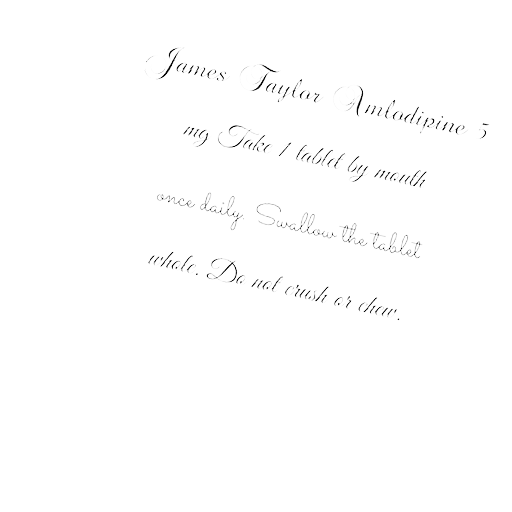 James Taylor Amlodipine 5
mg Take 1 tablet by mouth
once daily. Swallow the tablet
whole. Do not crush or chew.